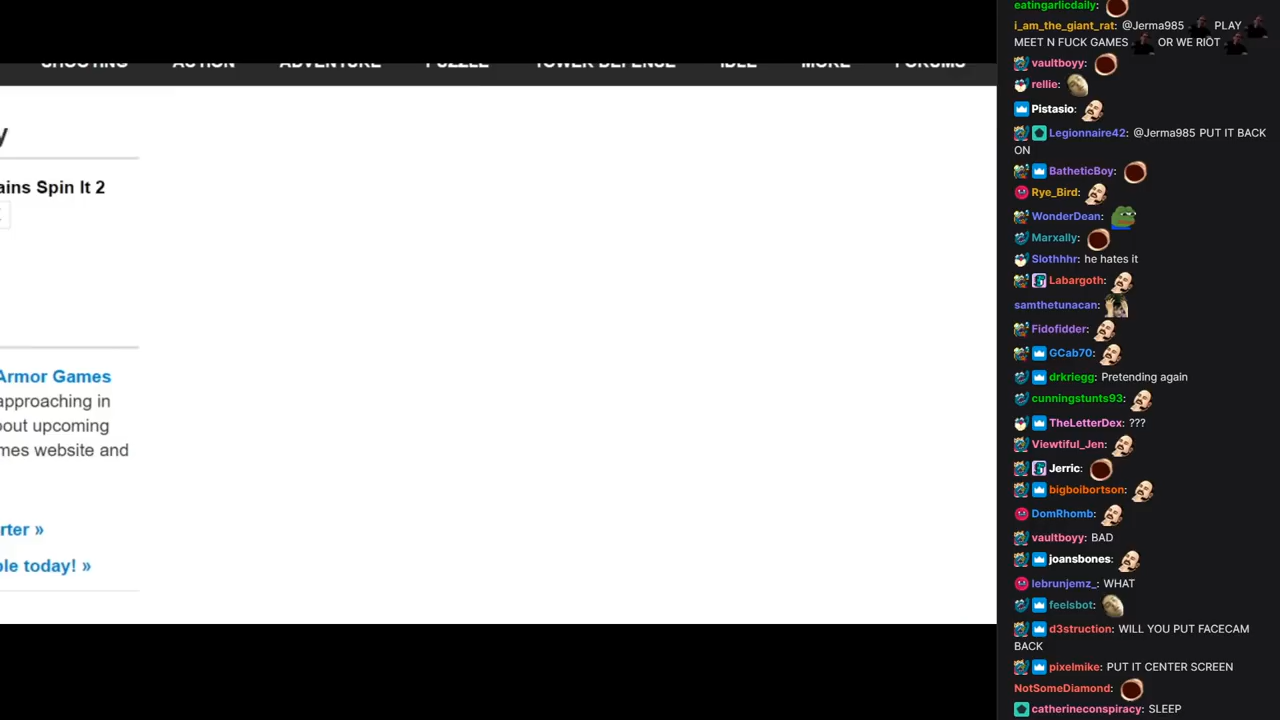 SHOOTING ACTION ADVENTURE PUZZLE TOWER DEFENSE IDLE MORE FORUMS
y
ains Spin It 2
Armor Games
approaching in
bout upcoming
mes website and
rter »
ble today! »
eatingarlicdaily:
i_am_the_giant_rat: @Jerma985 PLAY
MEET N FUCK GAMES OR WE RIÖT
vaultboyy:
rellie:
Pistasio:
Legionnaire42: @Jerma985 PUT IT BACK
ON
BatheticBoy:
Rye_Bird:
WonderDean:
Marxally:
Slothhhr: he hates it
Labargoth:
samthetunacan:
Fidofidder:
GCab70:
drkriegg: Pretending again
cunningstunts93:
TheLetterDex: ???
Viewtiful_Jen:
Jerric:
bigboibortson:
DomRhomb:
vaultboyy: BAD
joansbones:
lebrunjemz_: WHAT
feelsbot:
d3struction: WILL YOU PUT FACECAM
BACK
pixelmike: PUT IT CENTER SCREEN
NotSomeDiamond:
catherineconspiracy: SLEEP